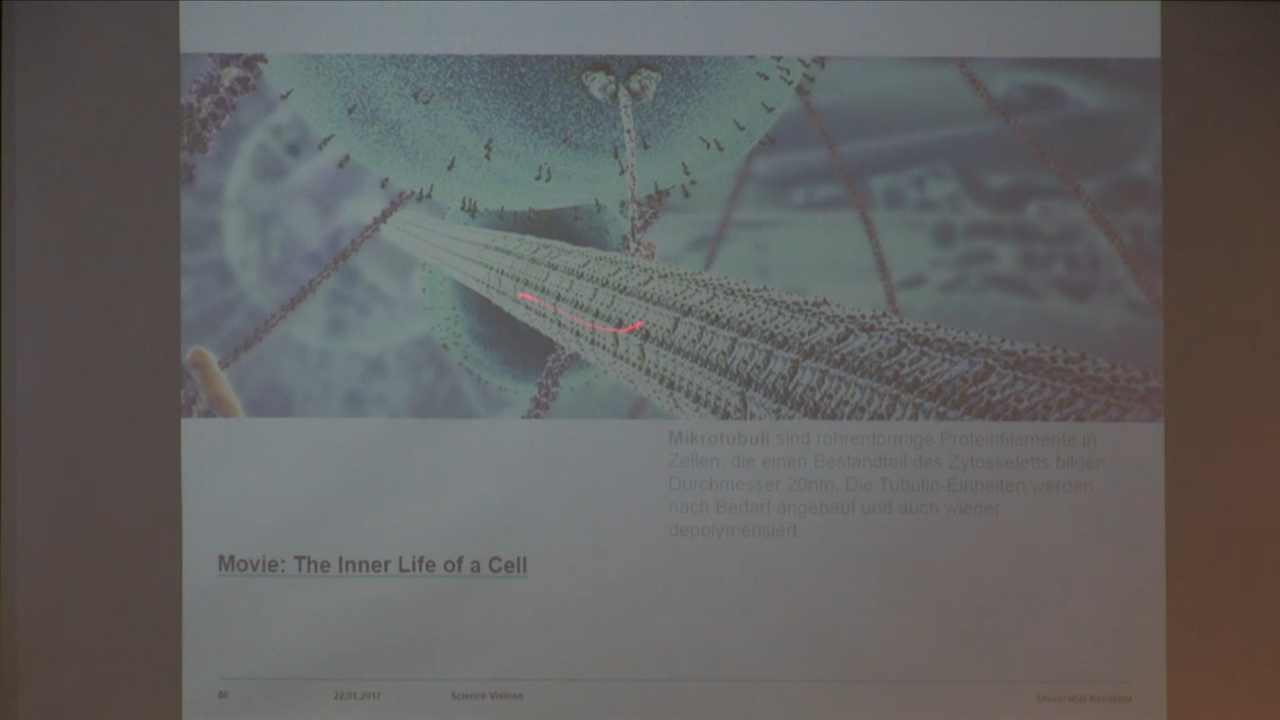 Mikrotubuli sind röhrenförmige Proteinfilamente in
Zellen, die einen Bestandteil des Zytoskeletts bilden.
Durchmesser 20nm. Die Tubulin-Einheiten werden
nach Bedarf angebaut und auch wieder
depolymerisiert.
Movie: The Inner Life of a Cell
22.01.2017 Science Visions Universität Konstanz